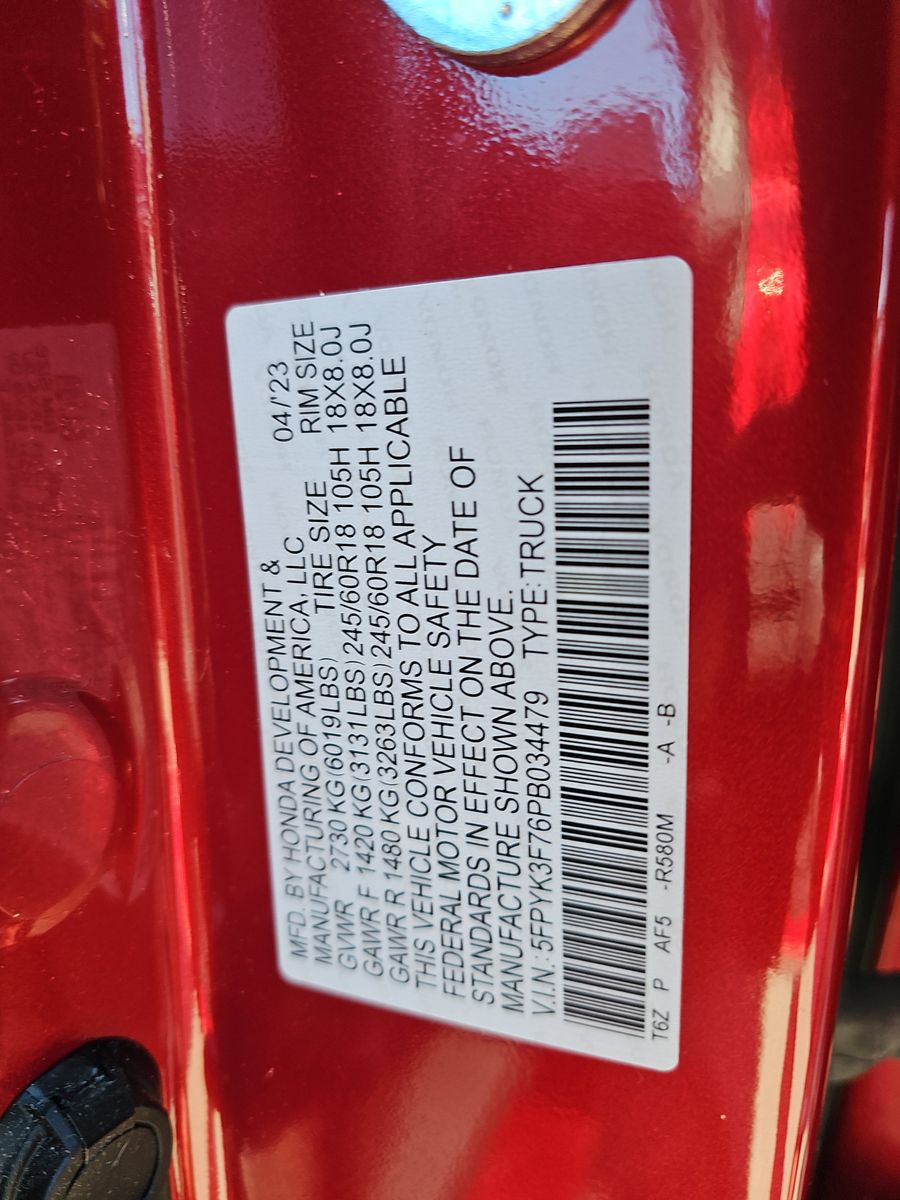 MFD. BY HONDA DEVELOPMENT &
MANUFACTURING OF AMERICA, LLC 04/'23
GVWR 2730 KG(6019LBS) TIRE SIZE RIM SIZE
GAWR F 1420 KG(3131LBS) 245/60R18 105H 18X8.0J
GAWR R 1480 KG(3263LBS) 245/60R18 105H 18X8.0J
THIS VEHICLE CONFORMS TO ALL APPLICABLE
FEDERAL MOTOR VEHICLE SAFETY
STANDARDS IN EFFECT ON THE DATE OF
MANUFACTURE SHOWN ABOVE.
V.I.N.:5FPYK3F76PB034479 TYPE:TRUCK
T6Z P AF5 -R580M -A -B